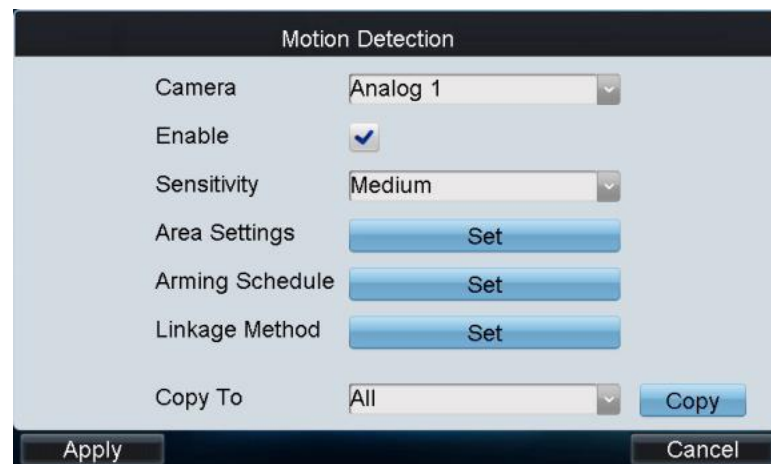 Motion Detection
Camera Analog 1
Enable
Sensitivity Medium
Area Settings Set
Arming Schedule Set
Linkage Method Set
Copy To All Copy
Apply Cancel